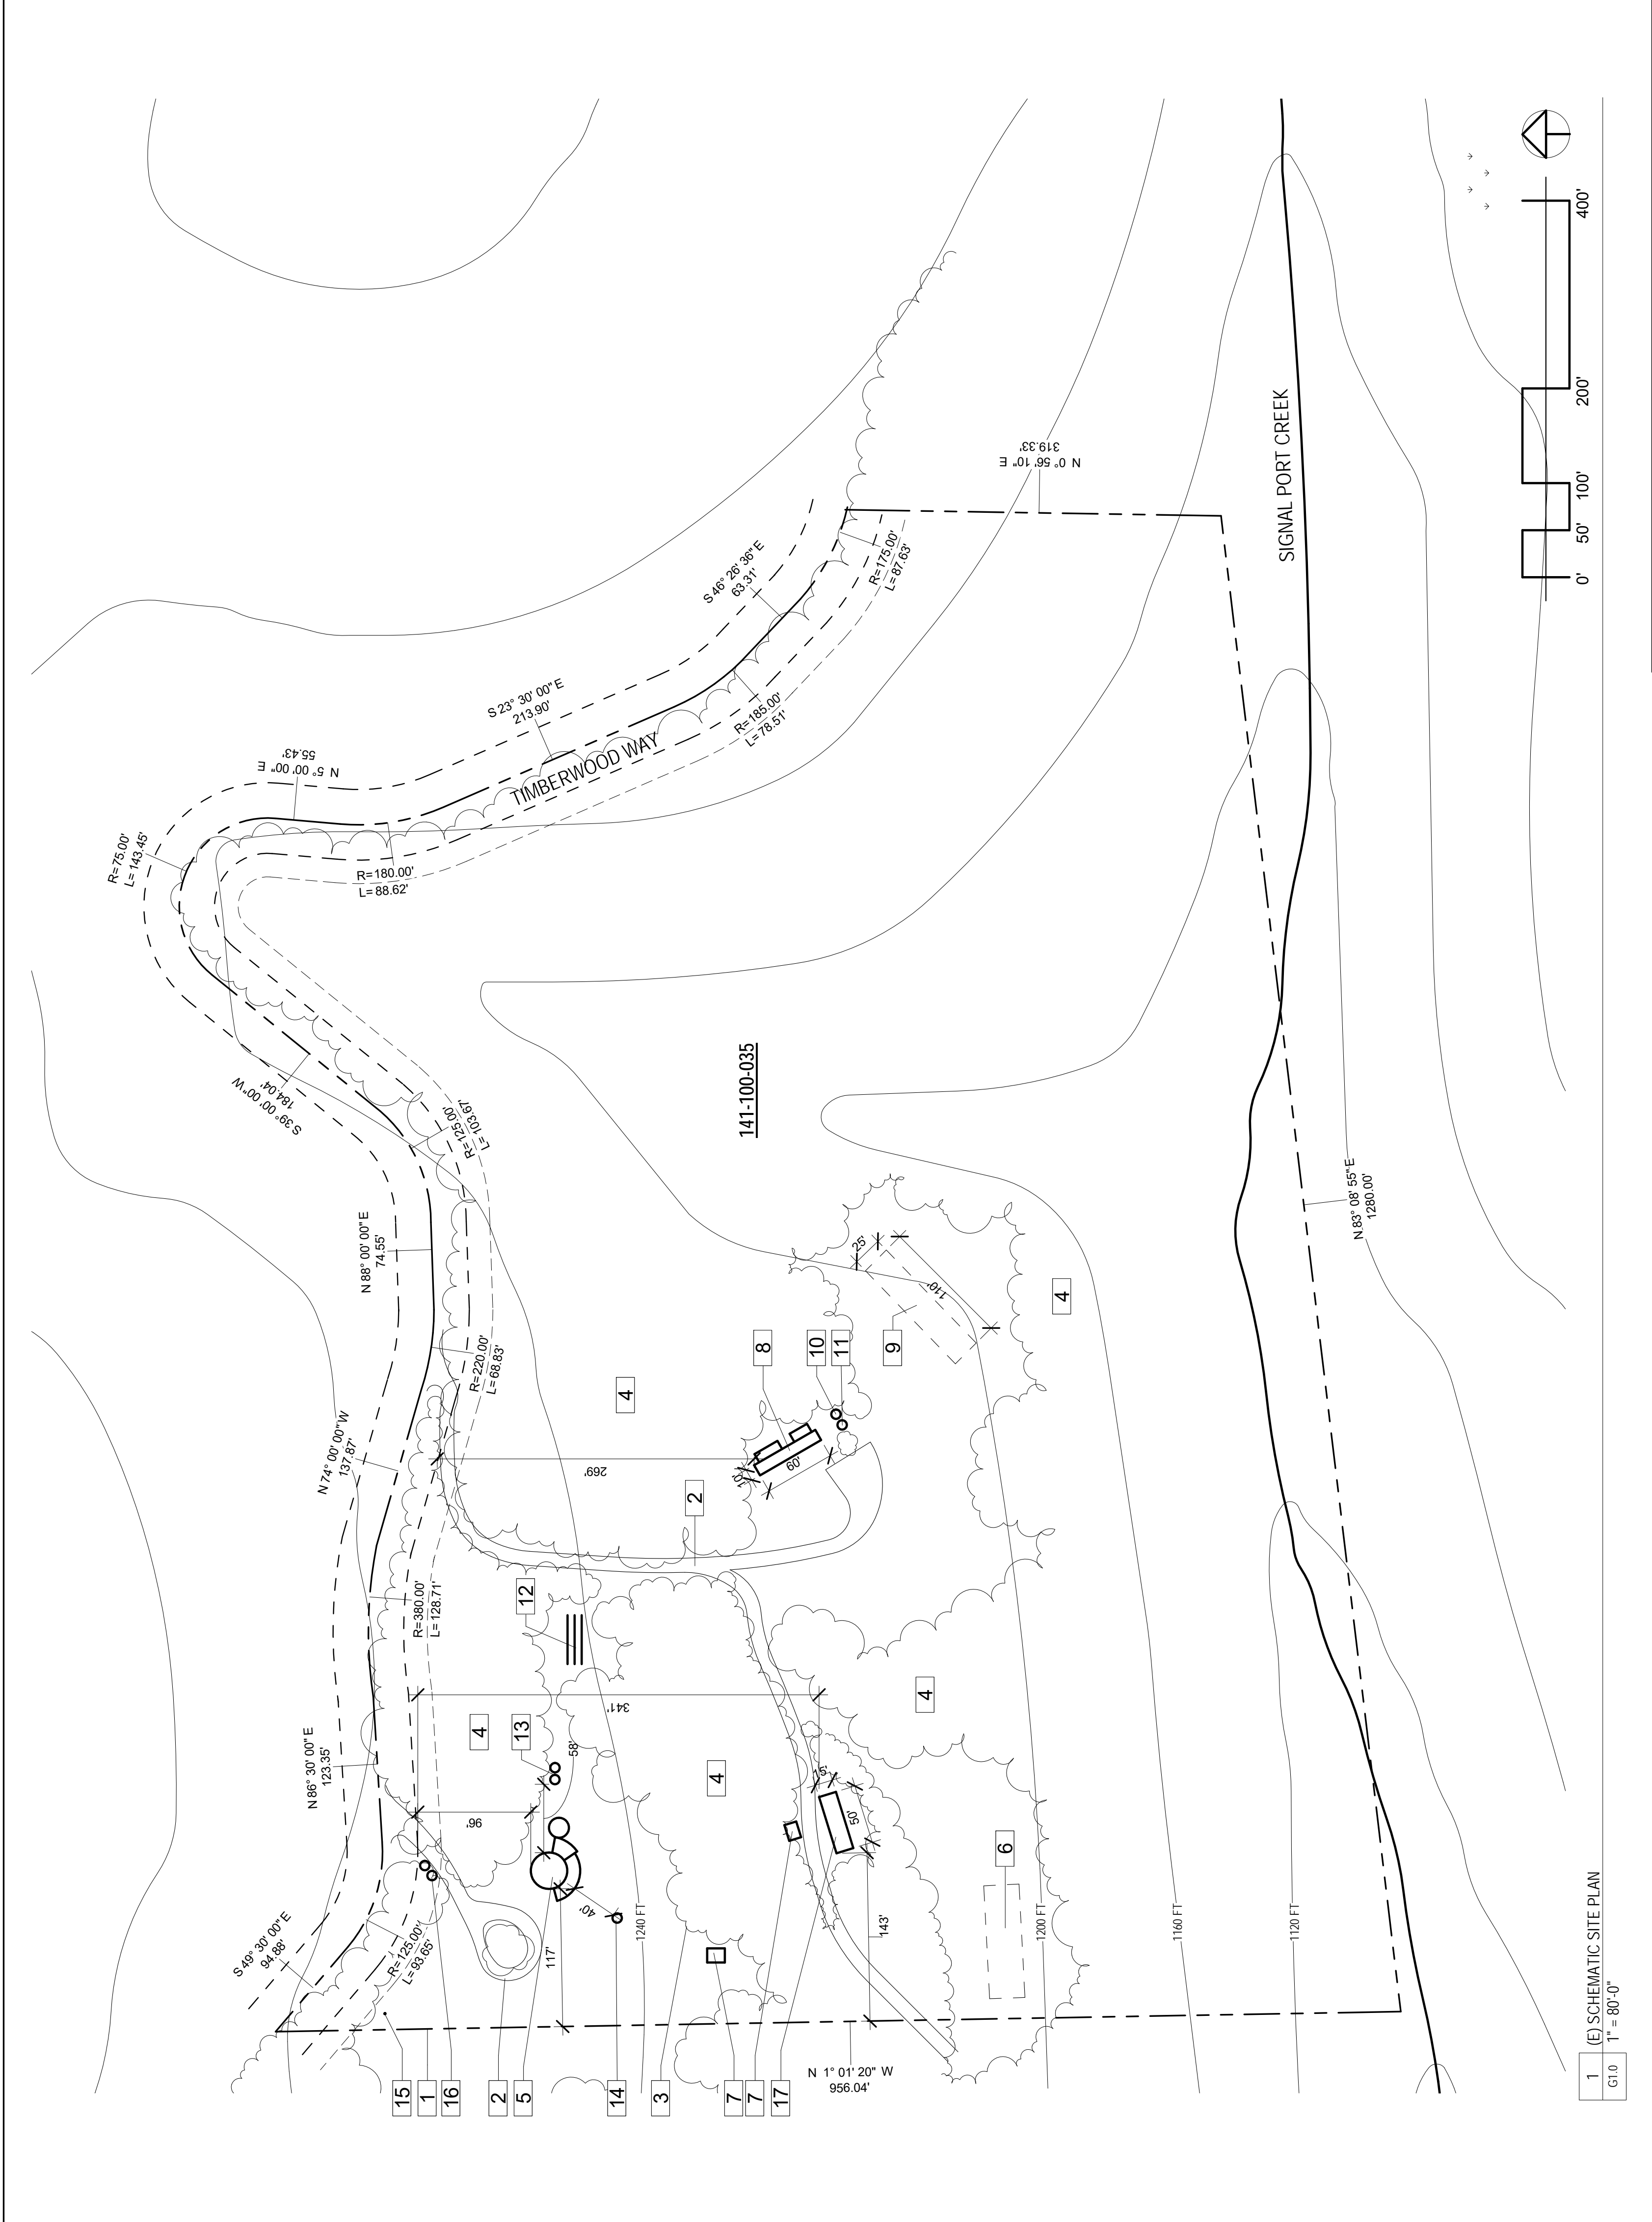 S 49° 30' 00" E
94.88'
N 86° 30' 00" E
123.35'
N 74° 00' 00" W
137.87'
N 88° 00' 00" E
74.55'
S 39° 00' 00" W
184.04'
R=75.00'
L= 143.45'
N 5° 00' 00" E
55.43'
R=180.00'
L= 88.62'
S 23° 30' 00" E
213.90'
TIMBERWOOD WAY
R=185.00'
L= 78.51'
S 46° 26' 36" E
63.31'
R=175.00'
L= 87.63'
N 0° 56' 10" E
319.33'
R=125.00'
L= 93.65'
R=380.00'
L= 128.71'
R=220.00'
L= 68.83'
R=125.00'
L= 103.67'
141-100-035
269'
341'
96'
58'
40'
117'
143'
15'
50'
10'
60'
25'
110'
4
4
4
4
4
2
8
10
11
9
12
13
6
15
1
16
2
5
14
3
7
7
17
1240 FT
1200 FT
1160 FT
1120 FT
N 1° 01' 20" W
956.04'
N 83° 08' 55" E
1280.00'
SIGNAL PORT CREEK
0'
50'
100'
200'
400'
1
G1.0
(E) SCHEMATIC SITE PLAN
1" = 80'-0"